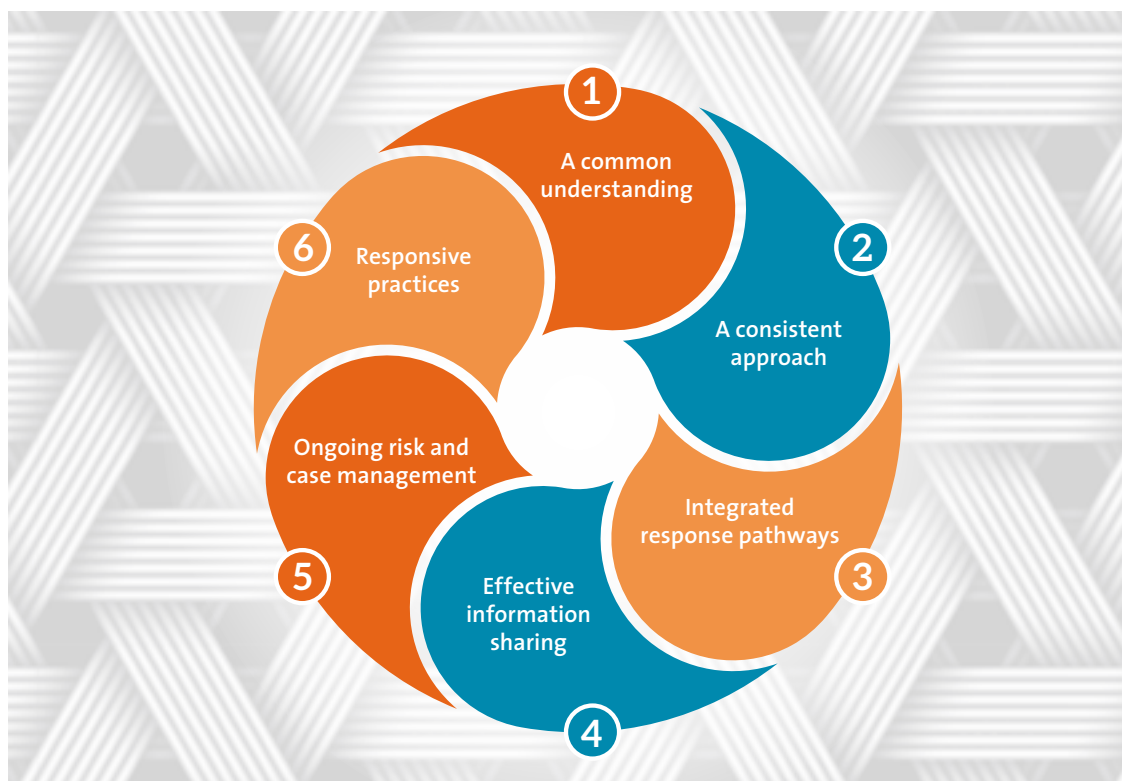 1
A common
understanding
2
A consistent
approach
3
Integrated
response pathways
4
Effective
information
sharing
5
Ongoing risk and
case management
6
Responsive
practices